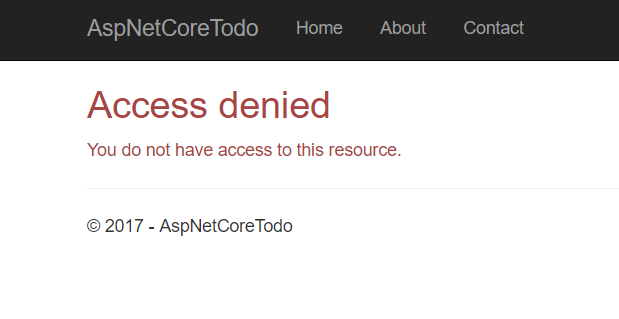 AspNetCoreTodo Home About Contact
Access denied
You do not have access to this resource.
© 2017 - AspNetCoreTodo